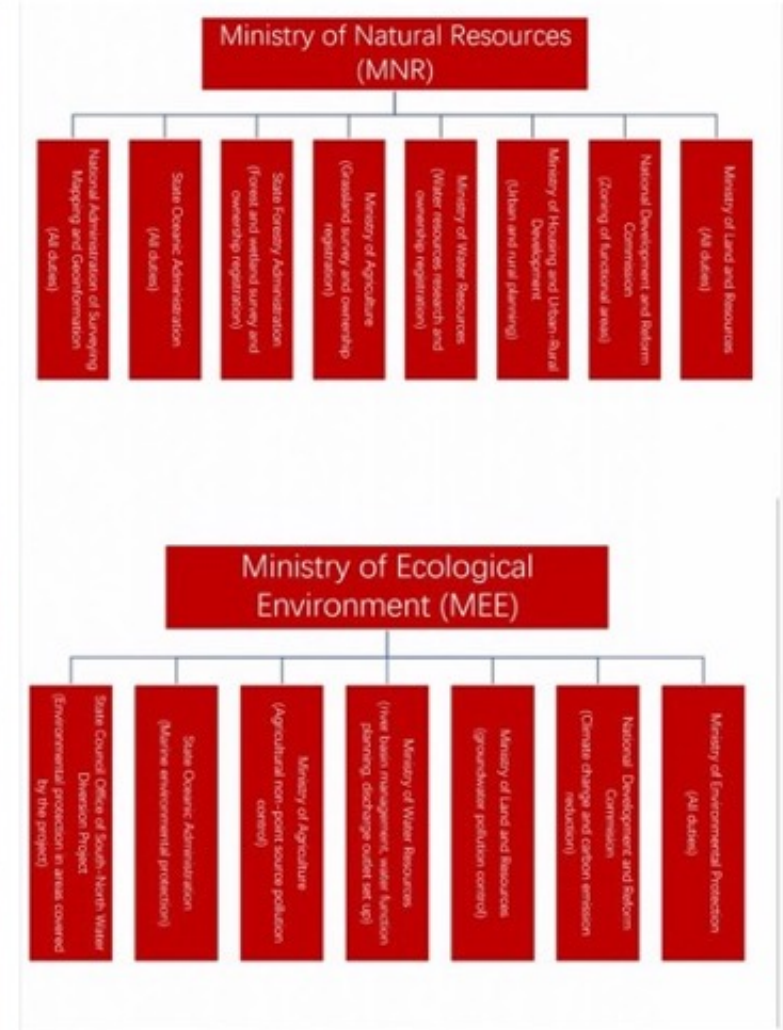 Ministry of Natural Resources
(MNR)
National Administration of Surveying
Mapping and Geoinformation
(All duties)
State Oceanic Administration
(All duties)
State Forestry Administration
(Forest and wetland survey and
ownership registration)
Ministry of Agriculture
(Grassland survey and ownership
registration)
Ministry of Water Resources
(Water resources research and
ownership registration)
Ministry of Housing and Urban-Rural
Development
(Urban and rural planning)
National Development and Reform
Commission
(Zoning of functional areas)
Ministry of Land and Resources
(All duties)
Ministry of Ecological
Environment (MEE)
State Council Office of South-North Water
Diversion Project
(Environmental protection in areas covered
by the project)
State Oceanic Administration
(Marine environmental protection)
Ministry of Agriculture
(Agricultural non-point source pollution
control)
Ministry of Water Resources
(river basin management, water function
planning, discharge outlet set up)
Ministry of Land and Resources
(groundwater pollution control)
National Development and Reform
Commission
(Climate change and carbon emission
reduction)
Ministry of Environmental Protection
(All duties)